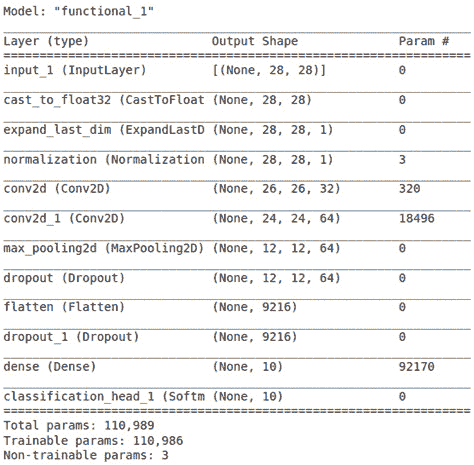 Model: "functional_1"
Layer (type) Output Shape Param #
input_1 (InputLayer) [(None, 28, 28)] 0
cast_to_float32 (CastToFloat (None, 28, 28) 0
expand_last_dim (ExpandLastD (None, 28, 28, 1) 0
normalization (Normalization (None, 28, 28, 1) 3
conv2d (Conv2D) (None, 26, 26, 32) 320
conv2d_1 (Conv2D) (None, 24, 24, 64) 18496
max_pooling2d (MaxPooling2D) (None, 12, 12, 64) 0
dropout (Dropout) (None, 12, 12, 64) 0
flatten (Flatten) (None, 9216) 0
dropout_1 (Dropout) (None, 9216) 0
dense (Dense) (None, 10) 92170
classification_head_1 (Softm (None, 10) 0
Total params: 110,989
Trainable params: 110,986
Non-trainable params: 3